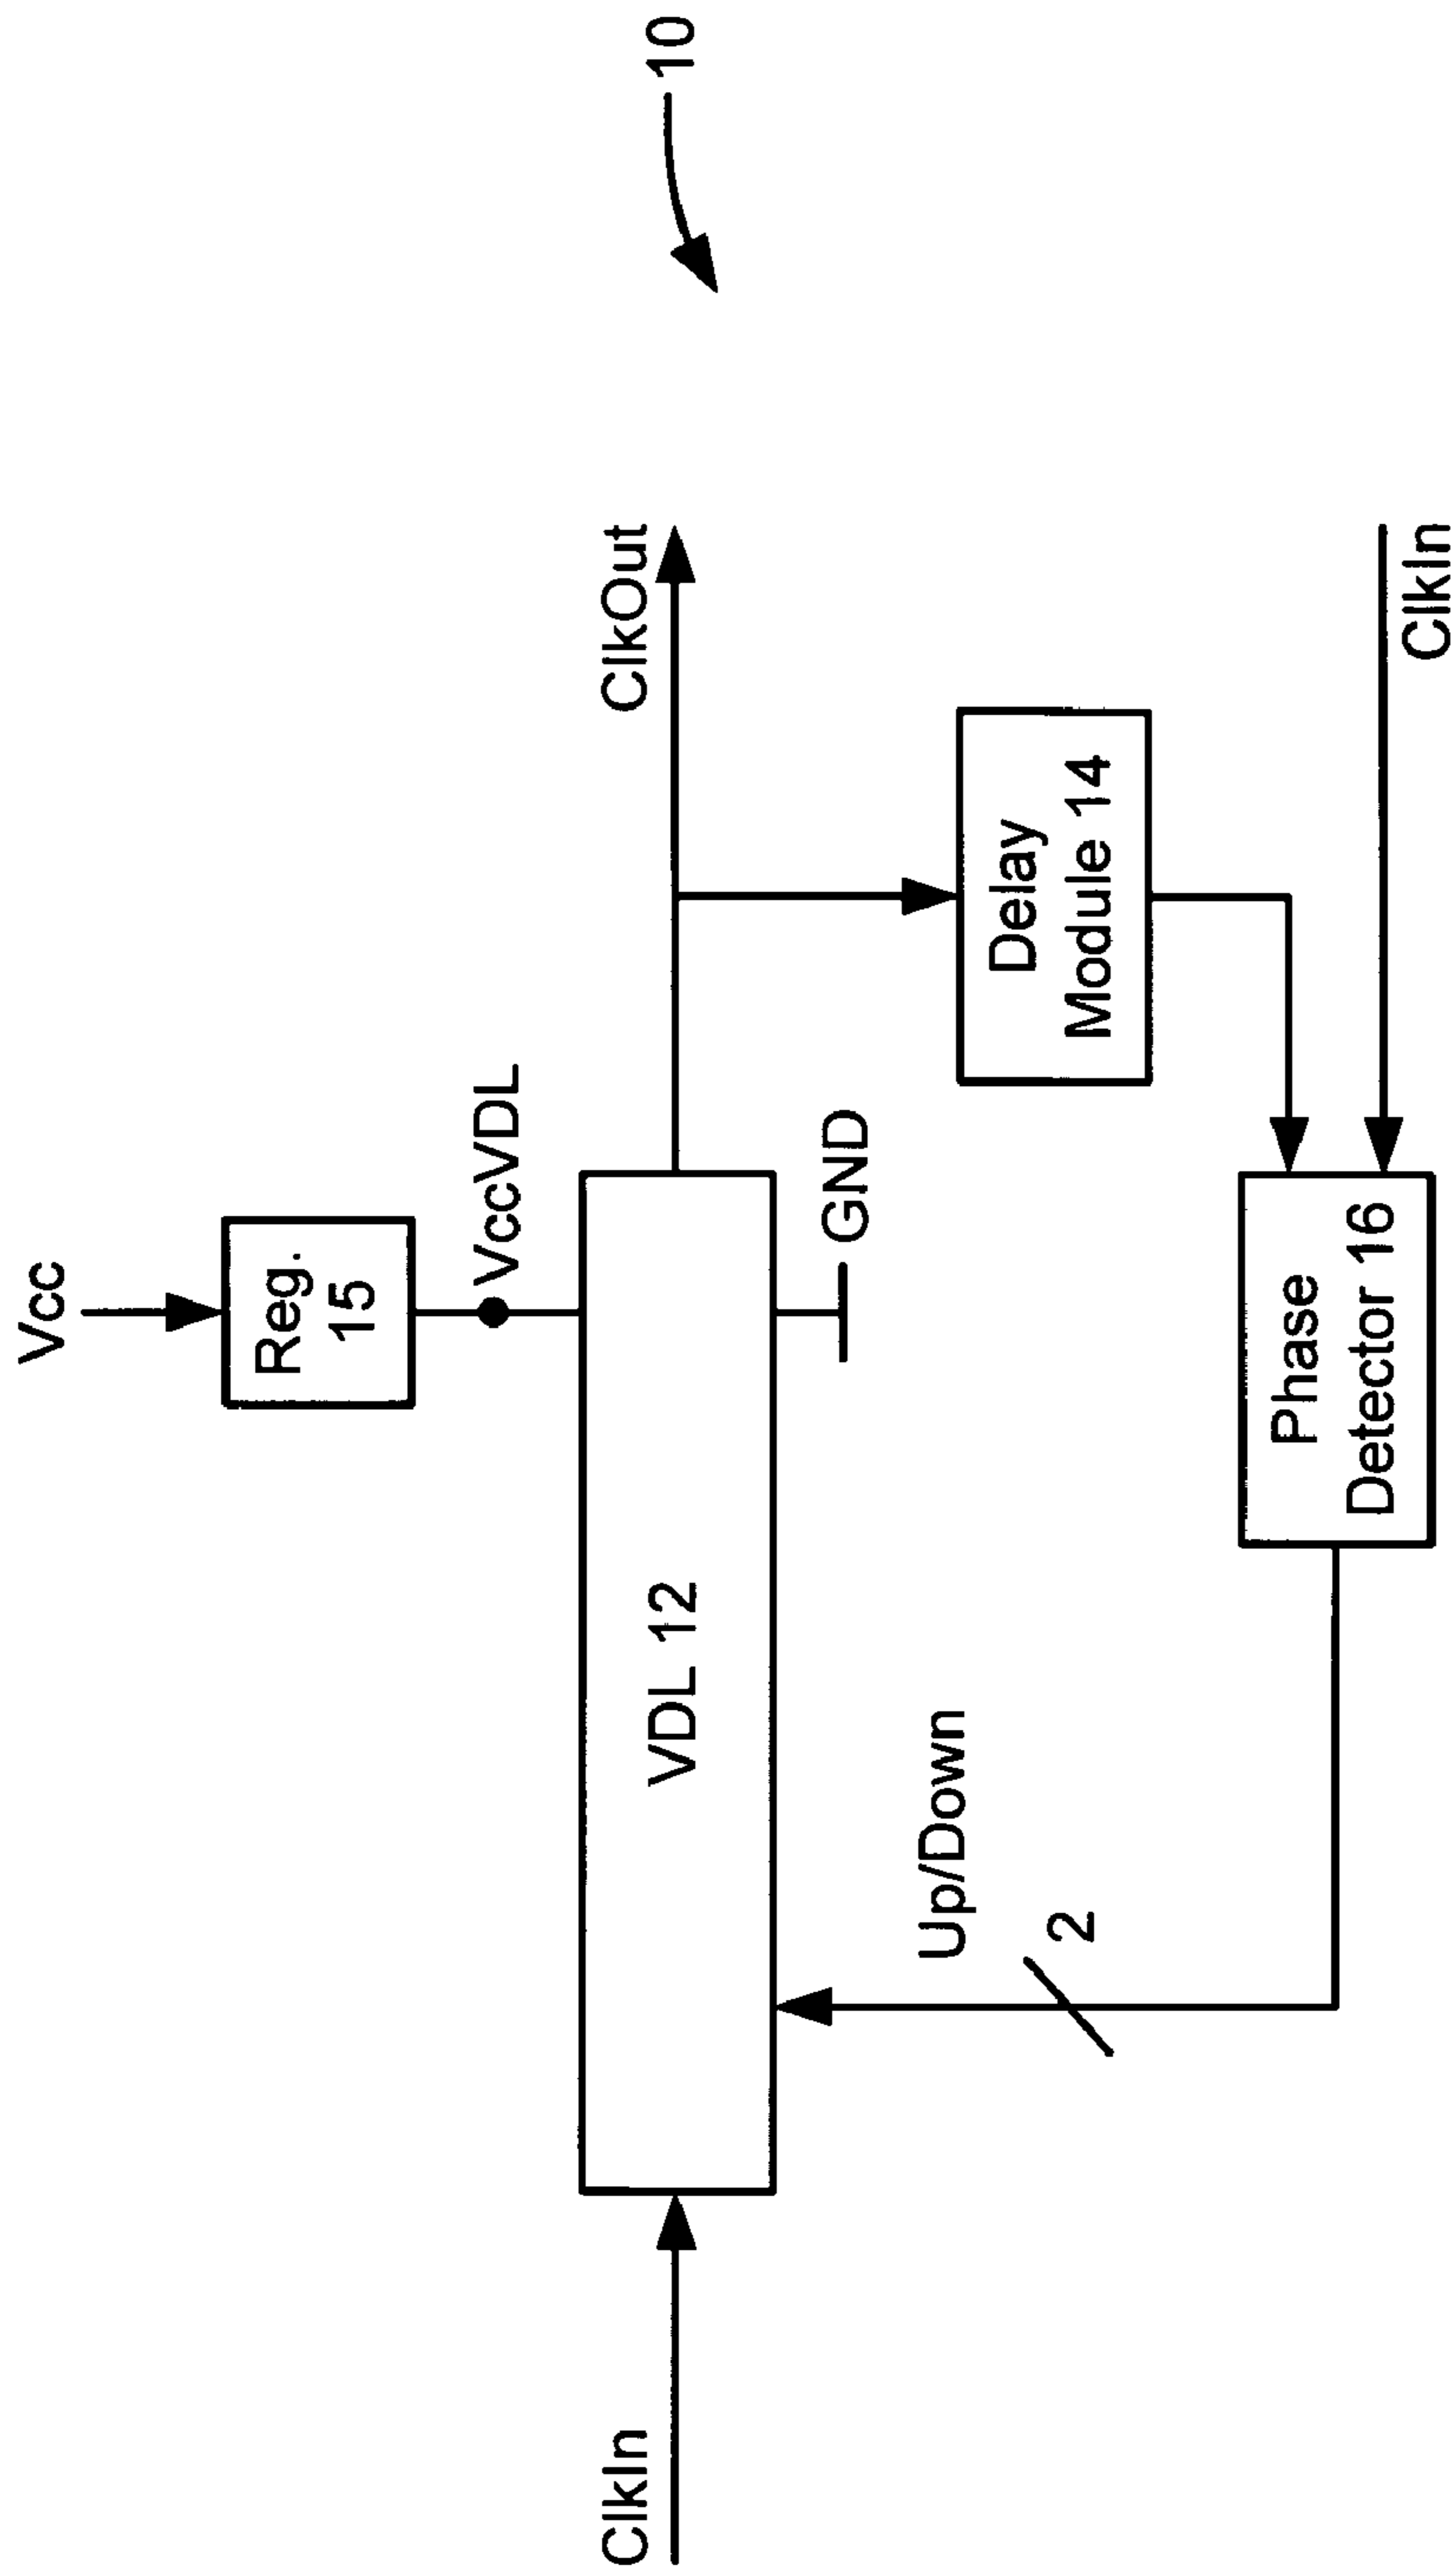 Vcc
Reg.
15
VccVDL
ClkIn
VDL 12
ClkOut
10
GND
Up/Down
2
Delay
Module 14
Phase
Detector 16
ClkIn